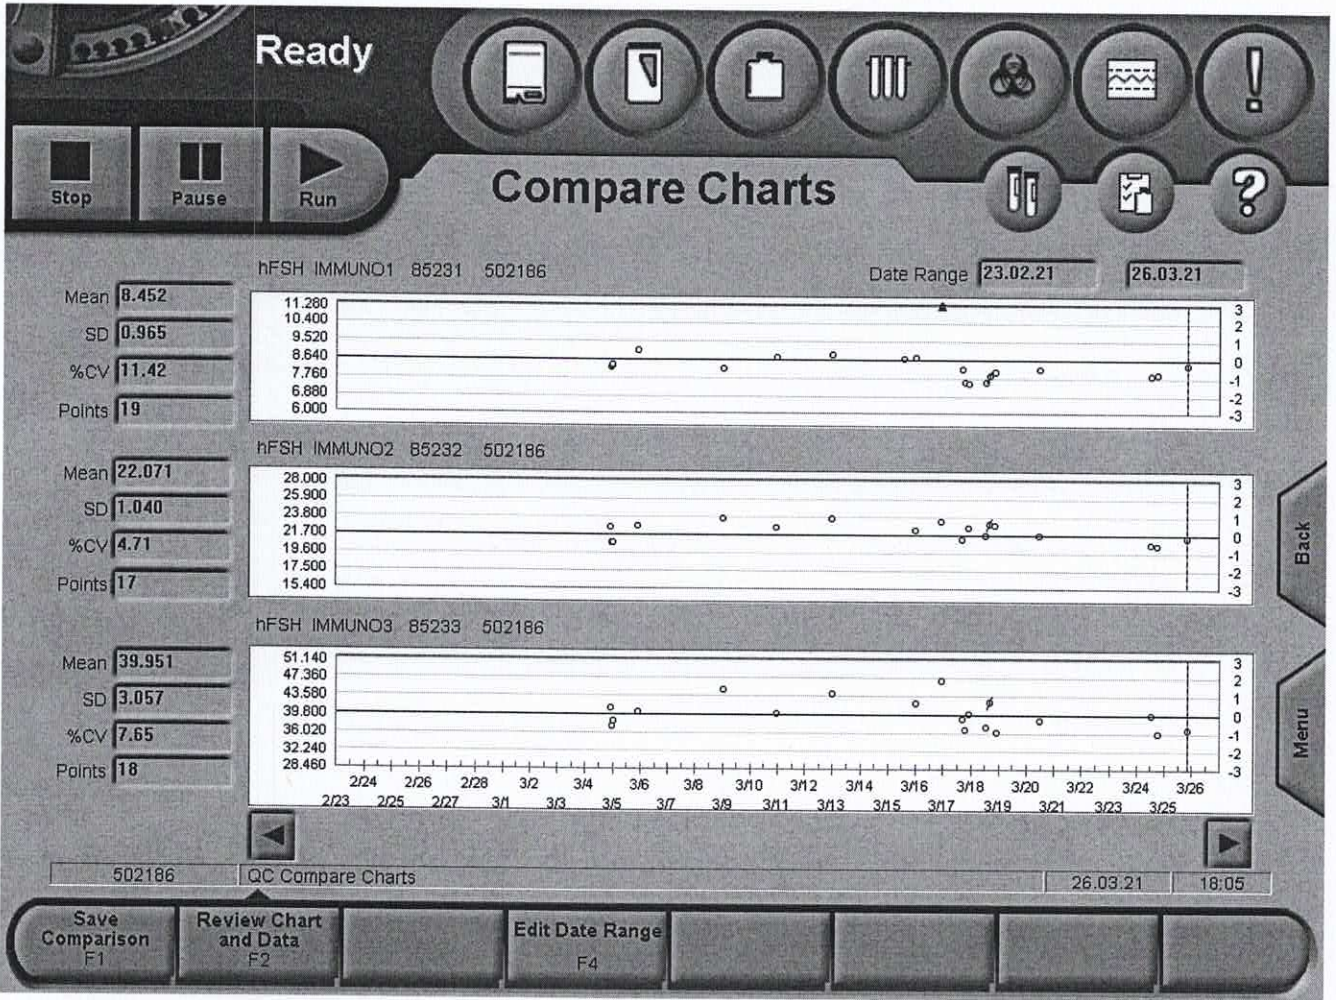 Ready
Stop
Pause
Run
Compare Charts
hFSH IMMUNO1 85231 502186
Date Range 23.02.21 26.03.21
Mean 8.452
SD 0.965
%CV 11.42
Points 19
11.280
10.400
9.520
8.640
7.760
6.880
6.000
3
2
1
0
-1
-2
-3
hFSH IMMUNO2 85232 502186
Mean 22.071
SD 1.040
%CV 4.71
Points 17
28.000
25.900
23.800
21.700
19.600
17.500
15.400
3
2
1
0
-1
-2
-3
Back
hFSH IMMUNO3 85233 502186
Mean 39.951
SD 3.057
%CV 7.65
Points 18
51.140
47.360
43.580
39.800
36.020
32.240
28.460
3
2
1
0
-1
-2
-3
Menu
2/24 2/26 2/28 3/2 3/4 3/6 3/8 3/10 3/12 3/14 3/16 3/18 3/20 3/22 3/24 3/26
2/23 2/25 2/27 3/1 3/3 3/5 3/7 3/9 3/11 3/13 3/15 3/17 3/19 3/21 3/23 3/25
502186 QC Compare Charts 26.03.21 18:05
Save Comparison F1
Review Chart and Data F2
Edit Date Range F4